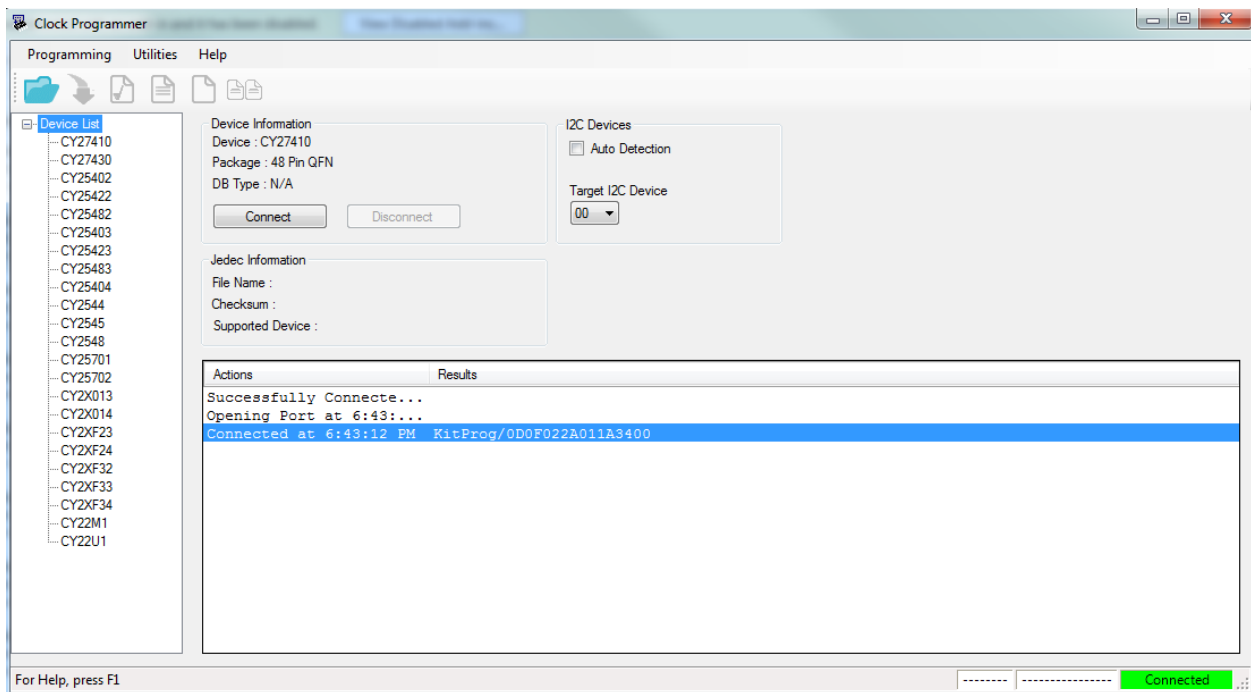 Clock Programmer
Programming Utilities Help
Device List
CY27410
CY27430
CY25402
CY25422
CY25482
CY25403
CY25423
CY25483
CY25404
CY2544
CY2545
CY2548
CY25701
CY25702
CY2X013
CY2X014
CY2XF23
CY2XF24
CY2XF32
CY2XF33
CY2XF34
CY22M1
CY22U1
Device Information
Device : CY27410
Package : 48 Pin QFN
DB Type : N/A
Connect Disconnect
I2C Devices
Auto Detection
Target I2C Device
00
Jedec Information
File Name :
Checksum :
Supported Device :
Actions Results
Successfully Connecte...
Opening Port at 6:43:...
Connected at 6:43:12 PM KitProg/0D0F022A011A3400
For Help, press F1
-------- ---------------- Connected